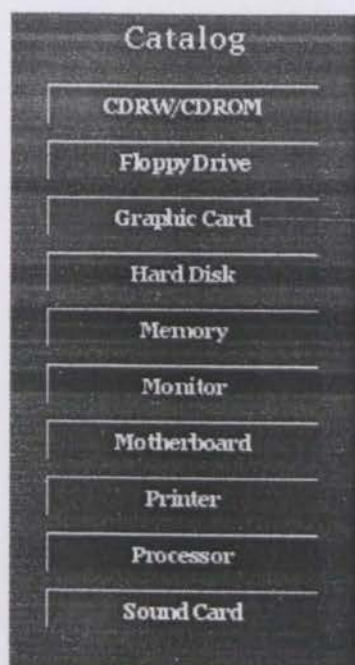 Catalog
CDRW/CDROM
Floppy Drive
Graphic Card
Hard Disk
Memory
Monitor
Motherboard
Printer
Processor
Sound Card